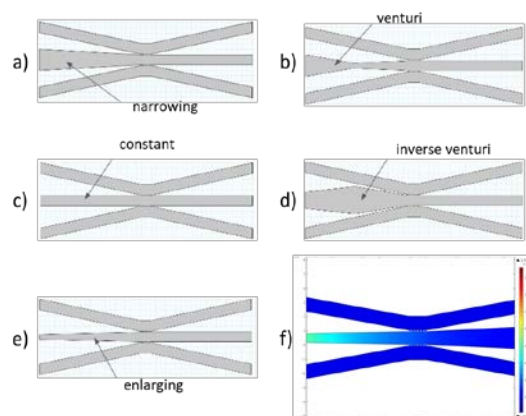 venturi
a)
b)
narrowing
constant
inverse venturi
c)
d)
e)
f)
enlarging